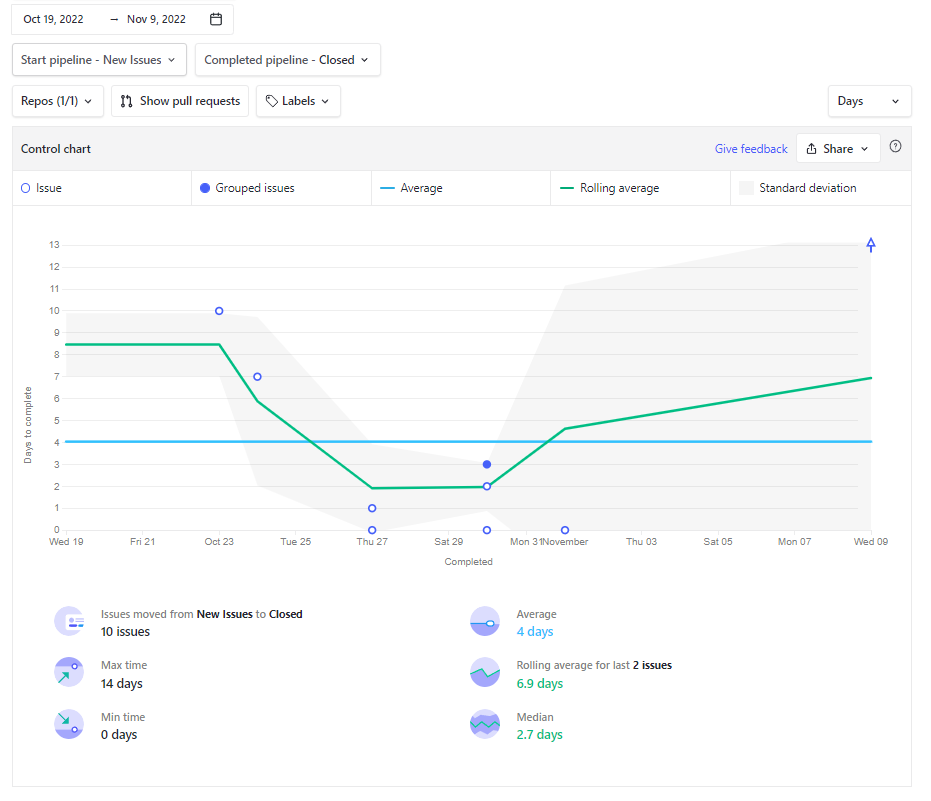 Oct 19, 2022 → Nov 9, 2022
Start pipeline - New Issues Completed pipeline - Closed
Repos (1/1) Show pull requests Labels Days
Control chart Give feedback Share ?
Issue Grouped issues Average Rolling average Standard deviation
13
12
11
10
9
8
7
6
5
4
3
2
1
0
Days to complete
Wed 19 Fri 21 Oct 23 Tue 25 Thu 27 Sat 29 Mon 31 November Thu 03 Sat 05 Mon 07 Wed 09
Completed
Issues moved from New Issues to Closed
10 issues
Average
4 days
Max time
14 days
Rolling average for last 2 issues
6.9 days
Min time
0 days
Median
2.7 days